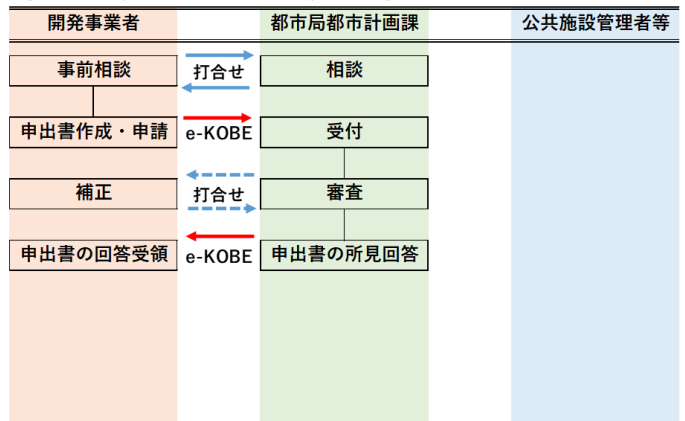 開発事業者 都市局都市計画課 公共施設管理者等
事前相談 打合せ 相談
申出書作成・申請 e-KOBE 受付
補正 打合せ 審査
申出書の回答受領 e-KOBE 申出書の所見回答